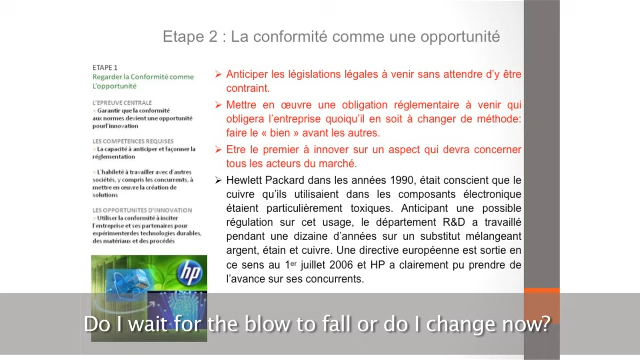 Etape 2 : La conformité comme une opportunité
ETAPE 1
Regarder la Conformité comme
L'opportunité
L'ÉPREUVE CENTRALE
Garantir que la conformité
aux normes devient une opportunité
pour l'innovation
LES COMPETENCES REQUISES
La capacité à anticiper et façonner la
réglementation
L'habileté à travailler avec d'autres
sociétés, y compris les concurrents, à
mettre en œuvre la création de
solutions
LES OPPORTUNITES D'INNOVATION
Utiliser la conformité à inciter
l'entreprise et ses partenaires pour
expérimenter des technologies durables,
des matériaux et des procédés
hp
➢ Anticiper les législations légales à venir sans attendre d'y être
contraint.
➢ Mettre en œuvre une obligation réglementaire à venir qui
obligera l'entreprise quoiqu'il en soit à changer de méthode:
faire le « bien » avant les autres.
➢ Etre le premier à innover sur un aspect qui devra concerner
tous les acteurs du marché.
➢ Hewlett Packard dans les années 1990, était conscient que le
cuivre qu'ils utilisaient dans les composants électronique
étaient particulièrement toxiques. Anticipant une possible
régulation sur cet usage, le département R&D a travaillé
pendant une dizaine d'années sur un substitut mélangeant
argent, étain et cuivre. Une directive européenne est sortie en
ce sens au 1er juillet 2006 et HP a clairement pu prendre de
l'avance sur ses concurrents.
Do I wait for the blow to fall or do I change now?